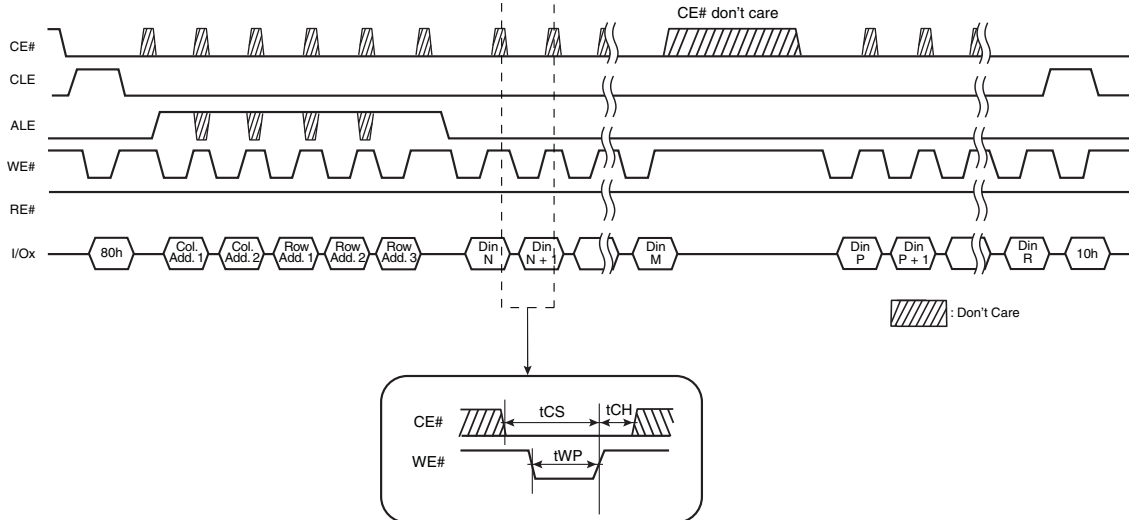 CE# don't care
CE#
CLE
ALE
WE#
RE#
I/Ox
80h
Col. Add. 1
Col. Add. 2
Row Add. 1
Row Add. 2
Row Add. 3
Din N
Din N + 1
Din M
Din P
Din P + 1
Din R
10h
: Don't Care
CE#
tCS
tCH
WE#
tWP